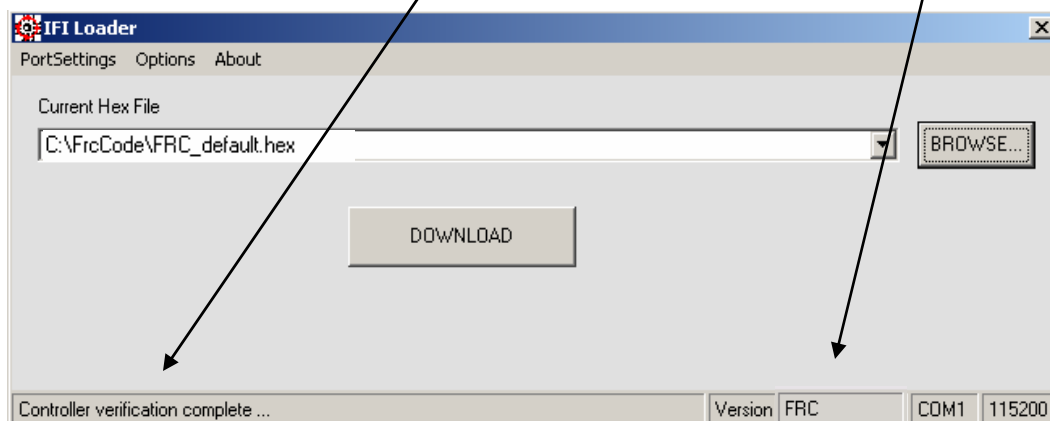 IFI Loader
PortSettings Options About
Current Hex File
C:\FrcCode\FRC_default.hex
BROWSE...
DOWNLOAD
Controller verification complete ... Version FRC COM1 115200